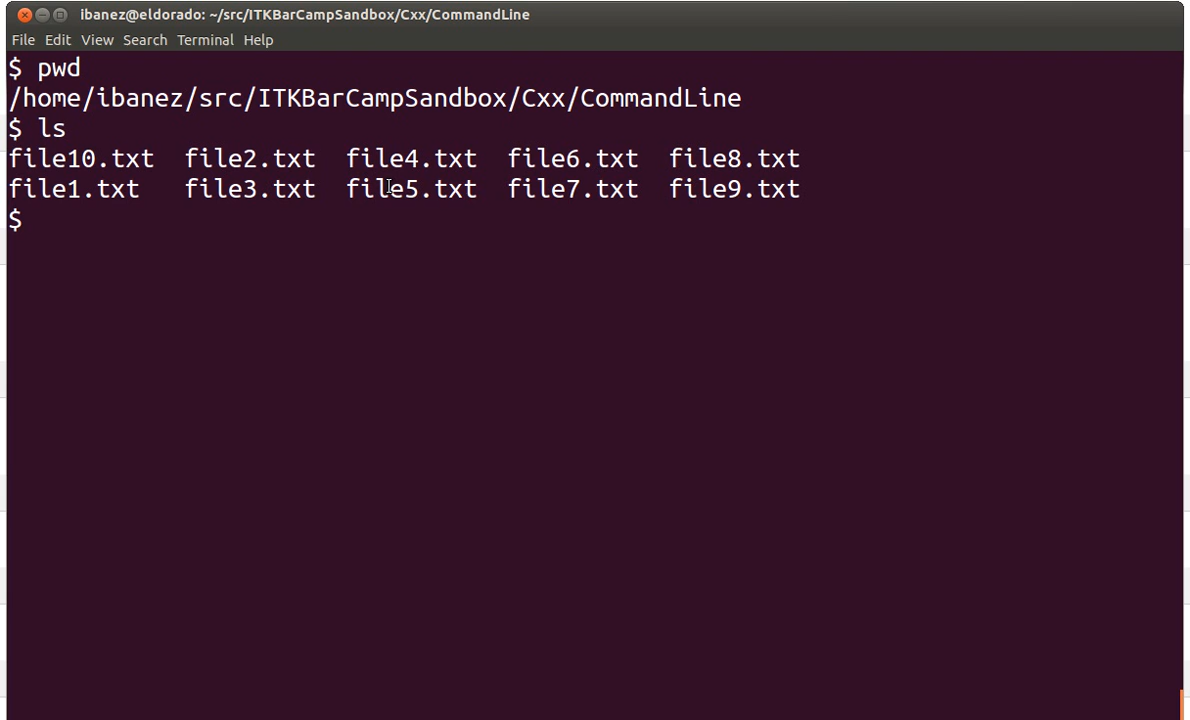 ibanez@eldorado: ~/src/ITKBarCampSandbox/Cxx/CommandLine
File Edit View Search Terminal Help
$ pwd
/home/ibanez/src/ITKBarCampSandbox/Cxx/CommandLine
$ ls
file10.txt  file2.txt  file4.txt  file6.txt  file8.txt
file1.txt   file3.txt  file5.txt  file7.txt  file9.txt
$